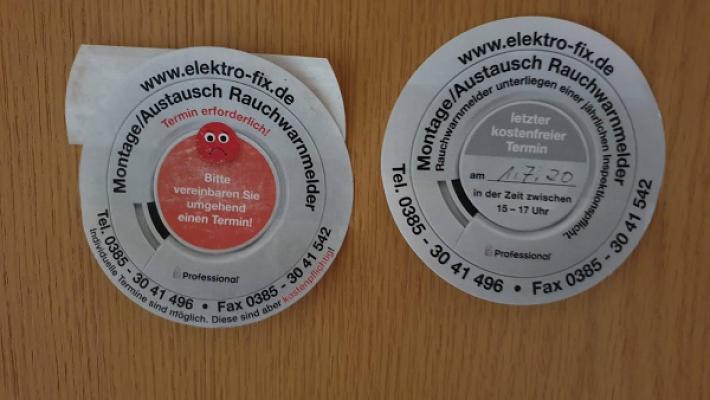 www.elektro-fix.de
Montage/Austausch Rauchwarnmelder
Termin erforderlich!
Bitte
vereinbaren Sie
umgehend
einen Termin!
Professional
Tel. 0385 - 30 41 496 • Fax 0385 - 30 41 542
Individuelle Termine sind möglich. Diese sind aber kostenpflichtig!
www.elektro-fix.de
Montage/Austausch Rauchwarnmelder
Rauchwarnmelder unterliegen einer jährlichen Inspektionspflicht.
letzter
kostenfreier
Termin
am 1.7.20
in der Zeit zwischen
15 – 17 Uhr
Professional
Tel. 0385 - 30 41 496 • Fax 0385 - 30 41 542